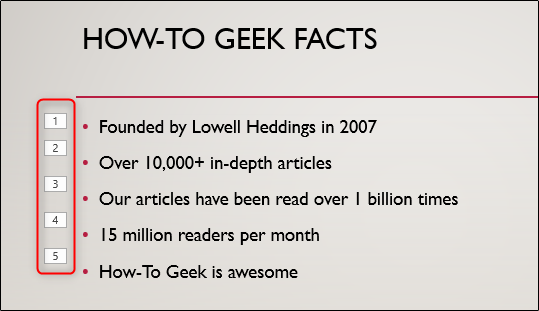 HOW-TO GEEK FACTS
1
• Founded by Lowell Heddings in 2007
2
• Over 10,000+ in-depth articles
3
• Our articles have been read over 1 billion times
4
• 15 million readers per month
5
• How-To Geek is awesome